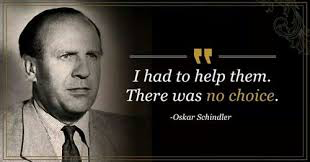 I had to help them.
There was no choice.
-Oskar Schindler